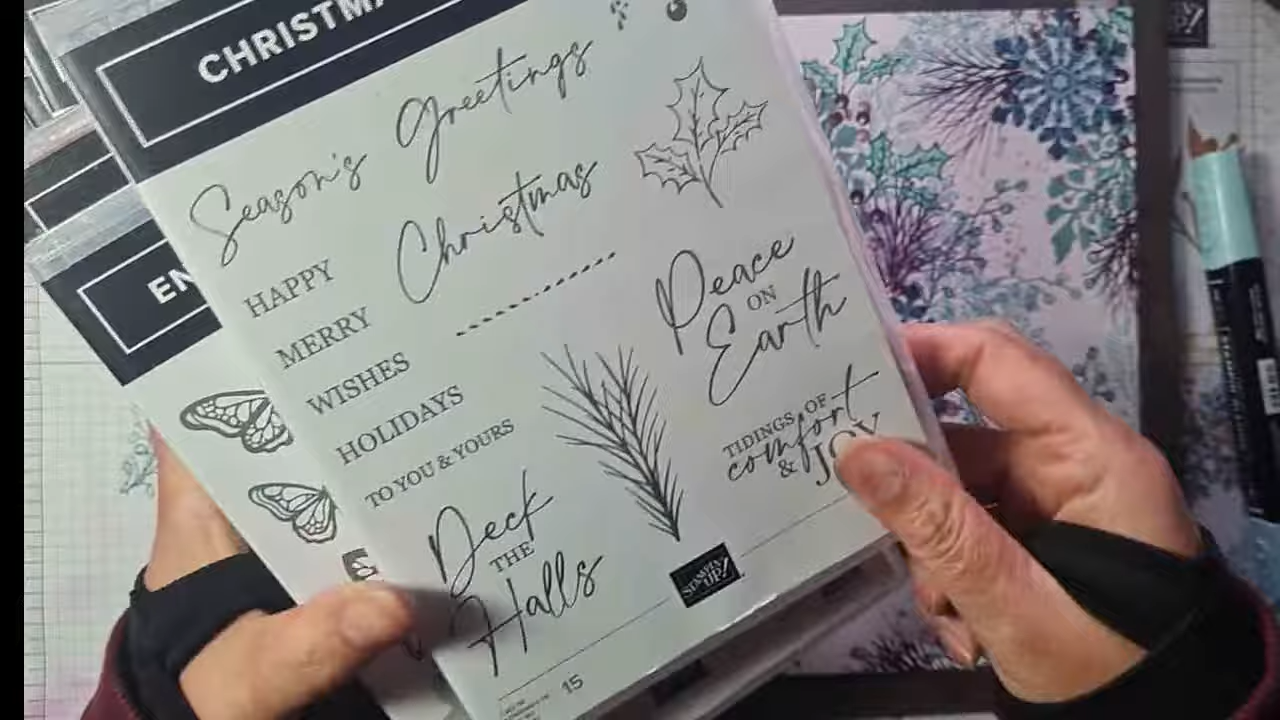 CHRISTMA
Season's Greetings
Christmas
HAPPY
MERRY
WISHES
HOLIDAYS
TO YOU & YOURS
Deck
THE
Halls
Peace
ON
Earth
TIDINGS OF
comfort
& JOY
STAMPIN'
UP!
15
EN